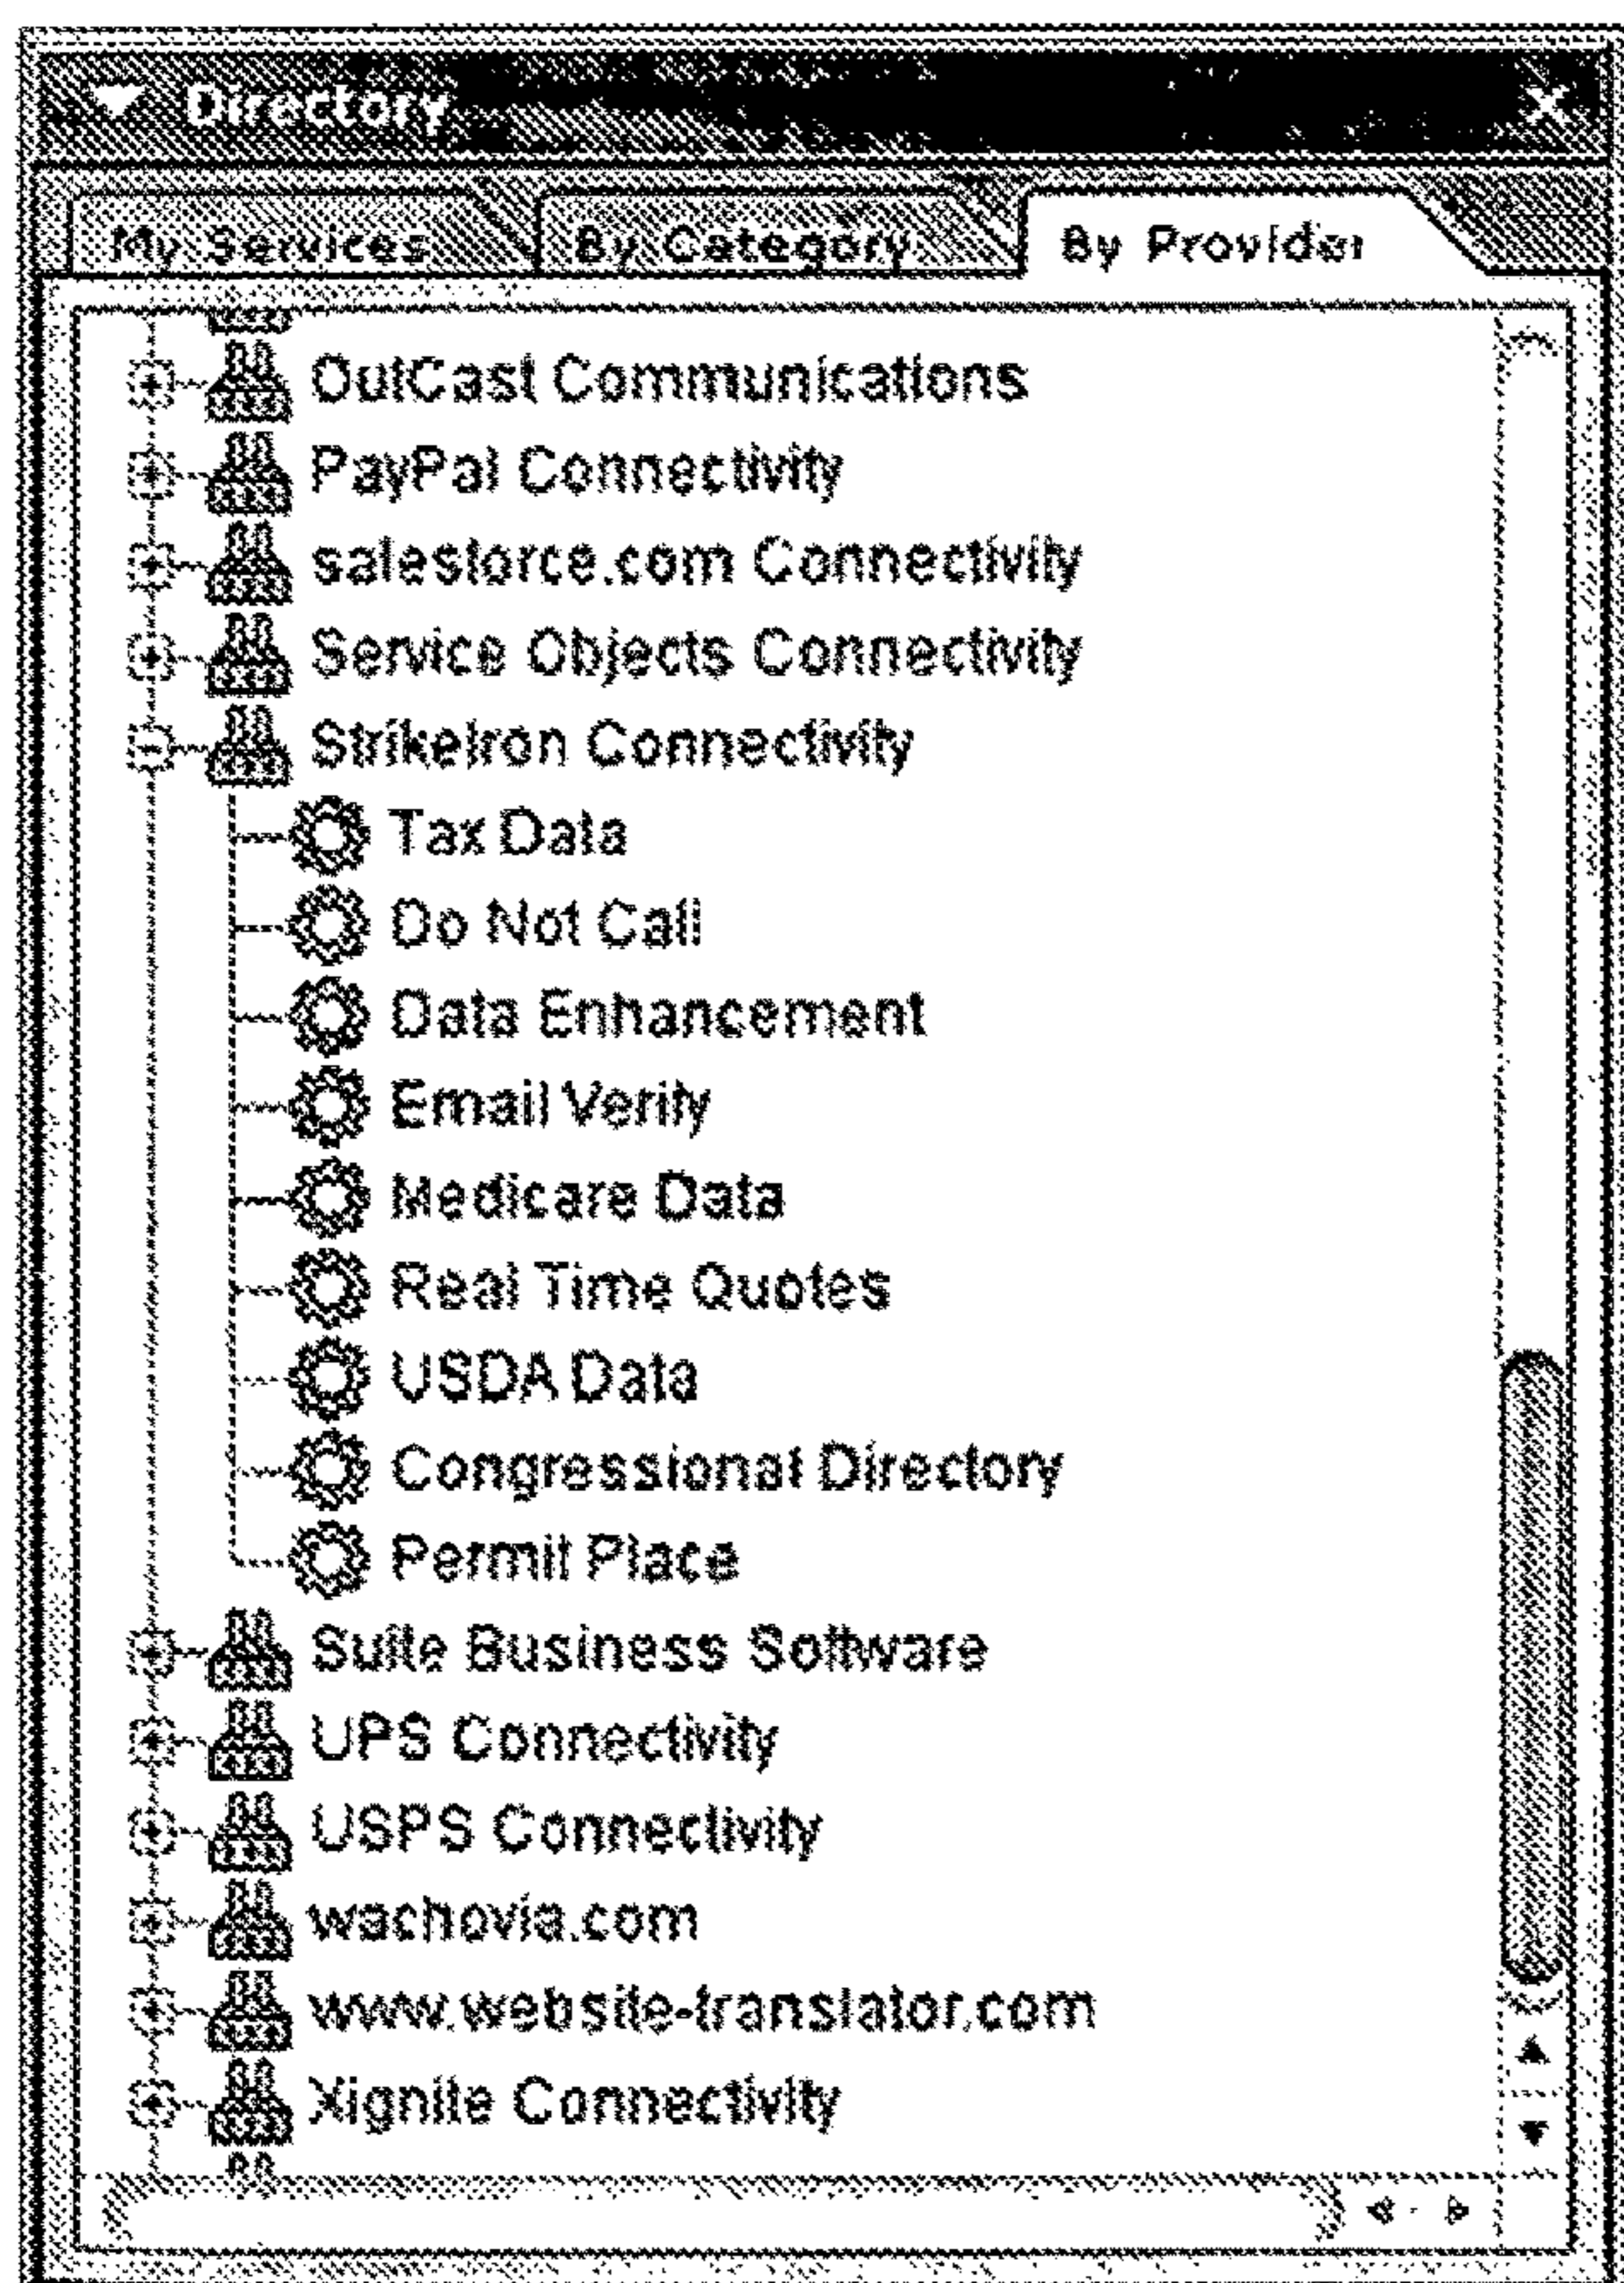 Directory
My Services By Category By Provider
OutCast Communications
PayPal Connectivity
salesforce.com Connectivity
Service Objects Connectivity
StrikeIron Connectivity
Tax Data
Do Not Call
Data Enhancement
Email Verify
Medicare Data
Real Time Quotes
USDA Data
Congressional Directory
Permit Place
Suite Business Software
UPS Connectivity
USPS Connectivity
wachovia.com
www.website-translator.com
Xignite Connectivity